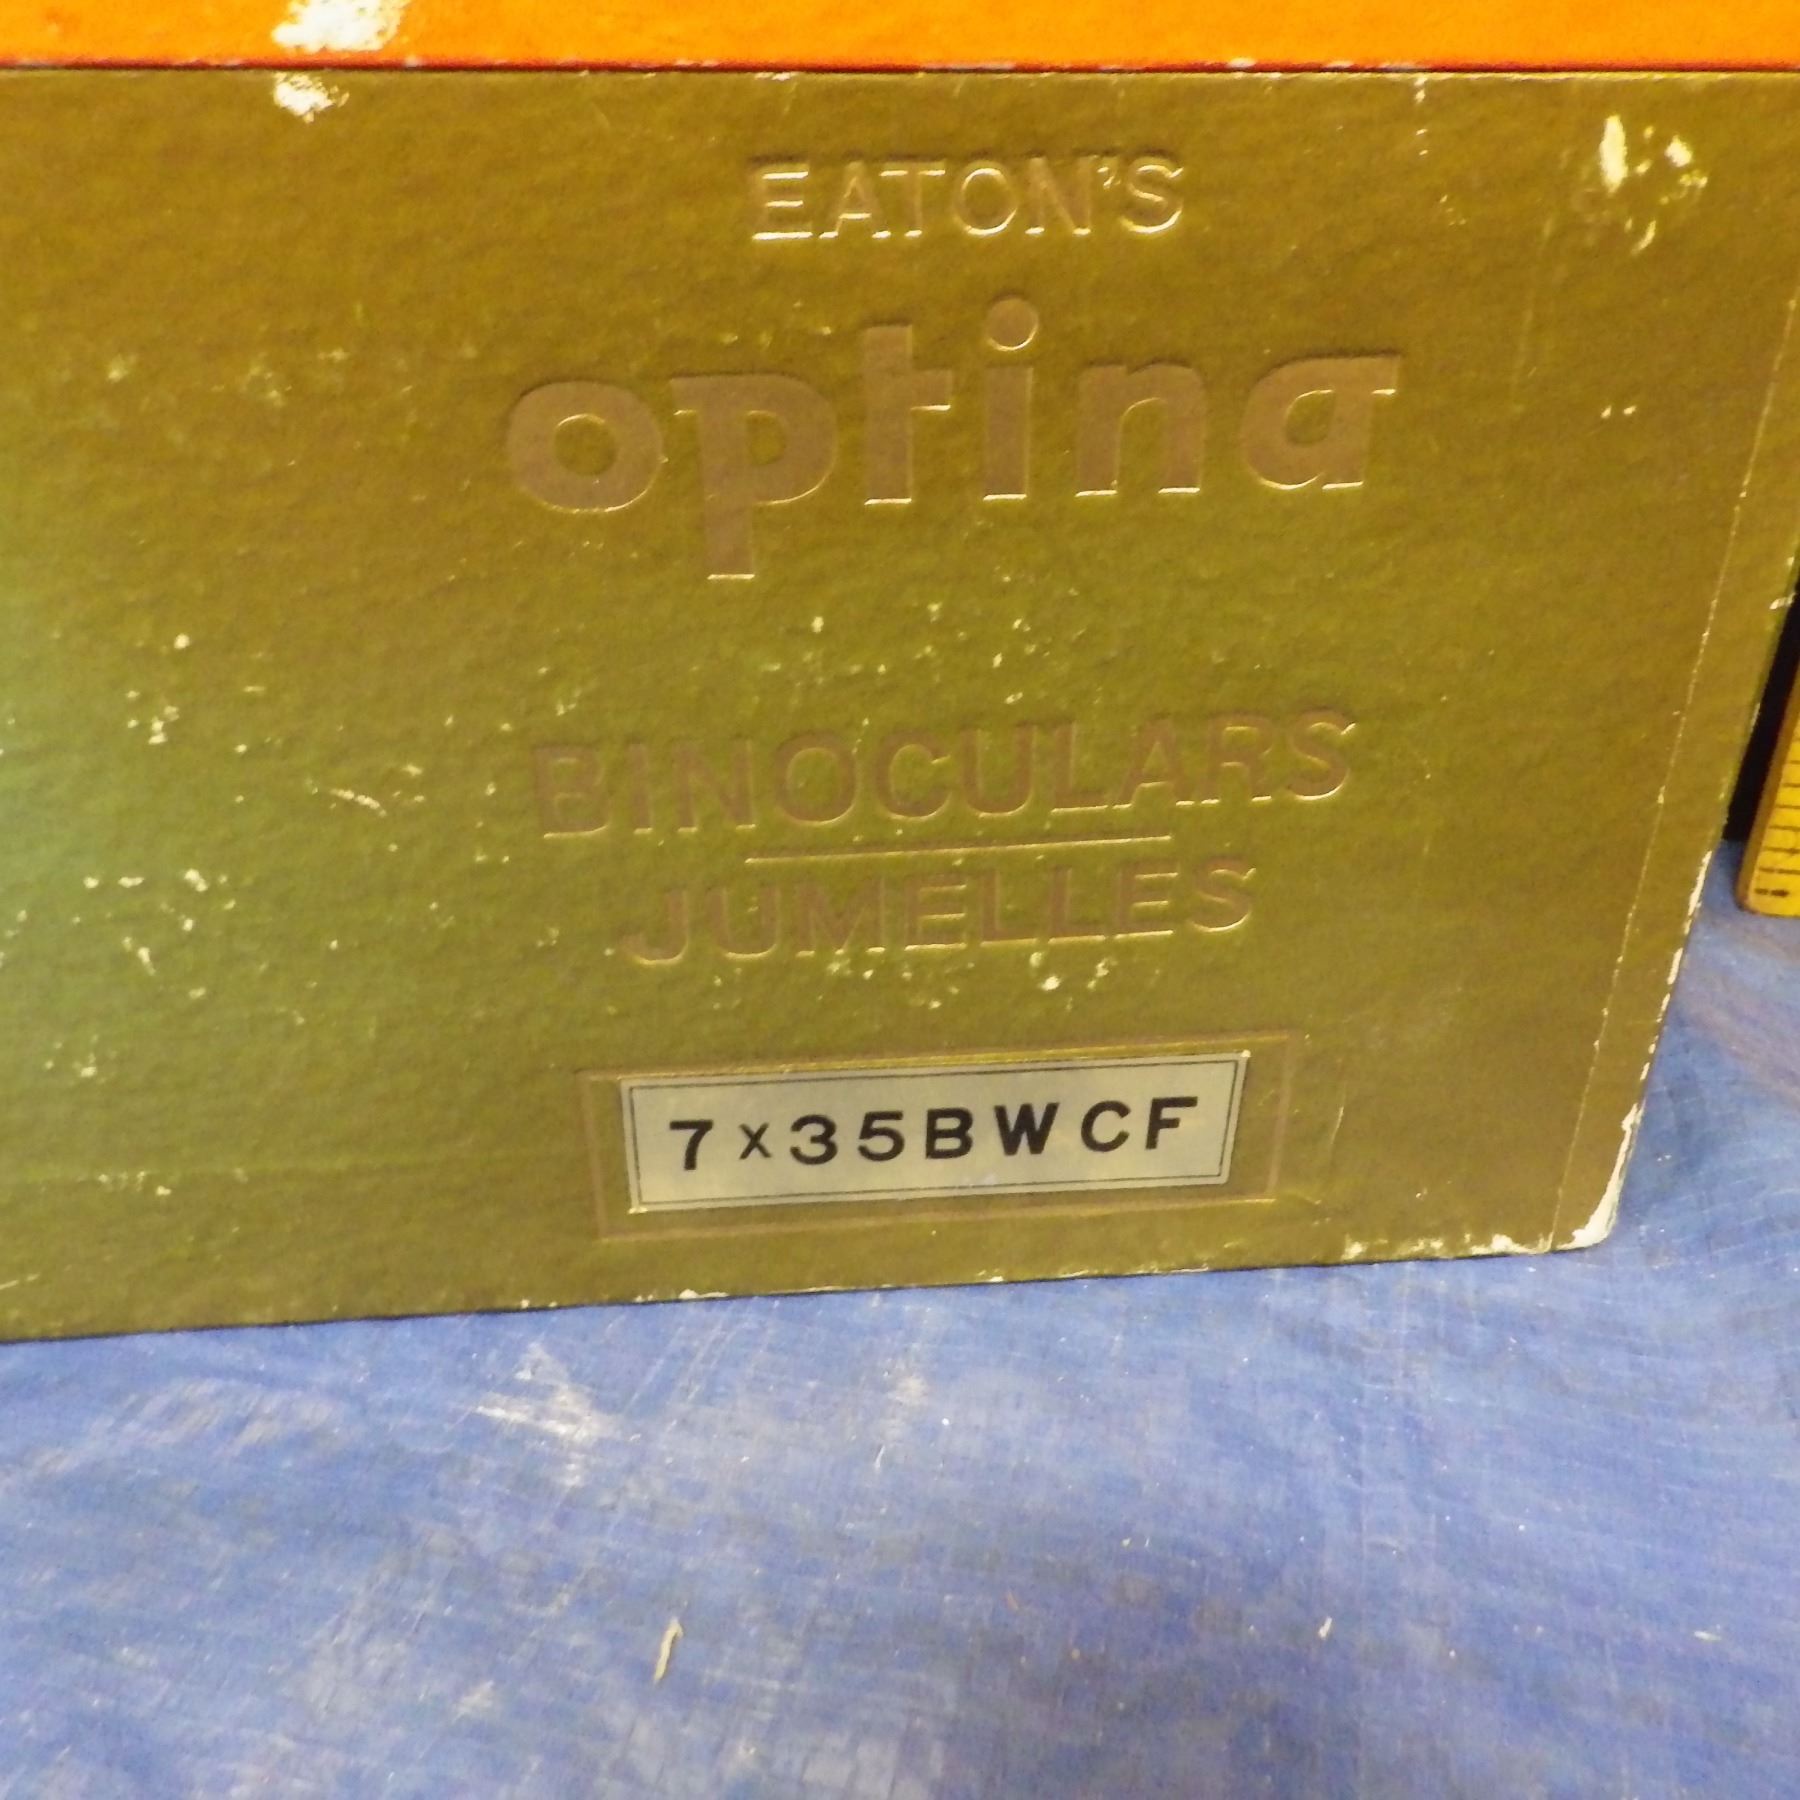 EATON'S
optina
BINOCULARS
JUMELLES
7x35BWCF